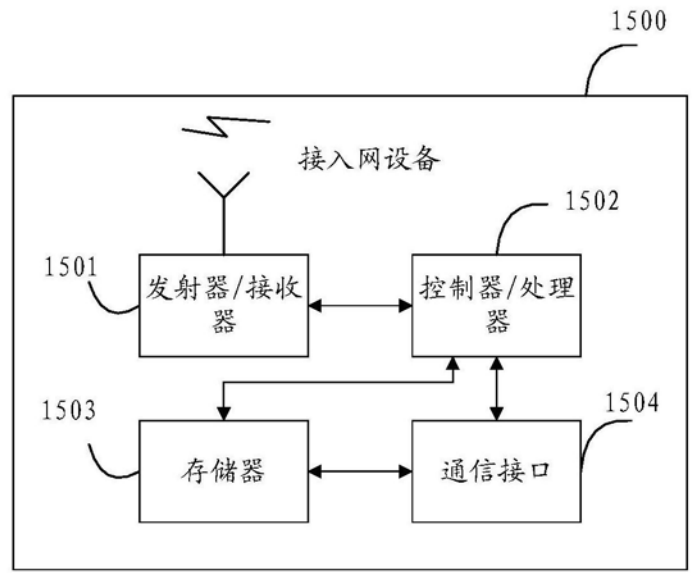 1500
接入网设备
1502
1501
发射器/接收
器
控制器/处理
器
1503
1504
存储器
通信接口